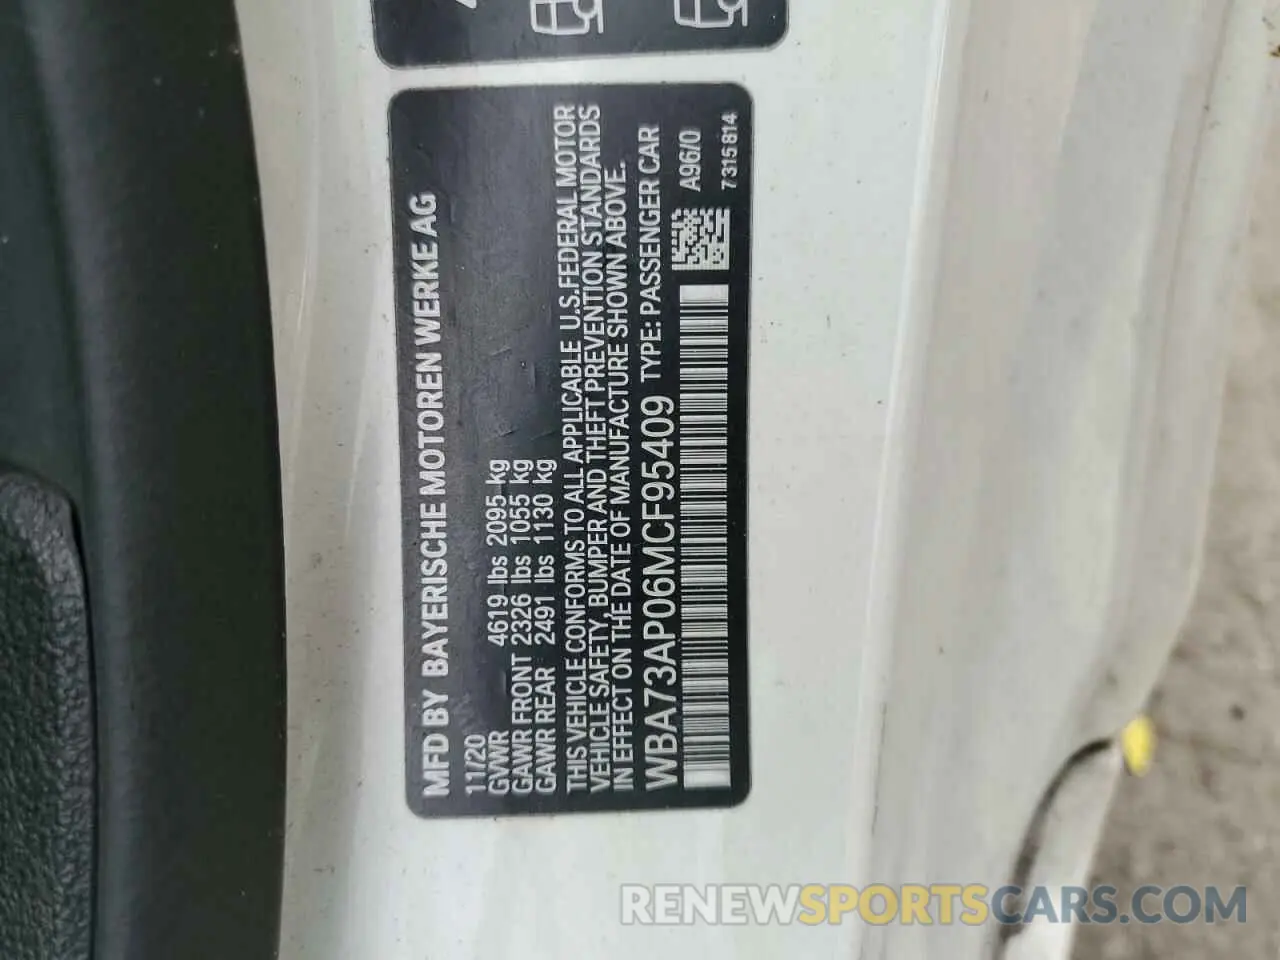 MFD BY BAYERISCHE MOTOREN WERKE AG
11/20
GVWR 4619 lbs 2095 kg
GAWR FRONT 2326 lbs 1055 kg
GAWR REAR 2491 lbs 1130 kg
THIS VEHICLE CONFORMS TO ALL APPLICABLE U.S.FEDERAL MOTOR
VEHICLE SAFETY, BUMPER AND THEFT PREVENTION STANDARDS
IN EFFECT ON THE DATE OF MANUFACTURE SHOWN ABOVE.
WBA73AP06MCF95409 TYPE: PASSENGER CAR
A96/0
7315814
RENEWSPORTSCARS.COM